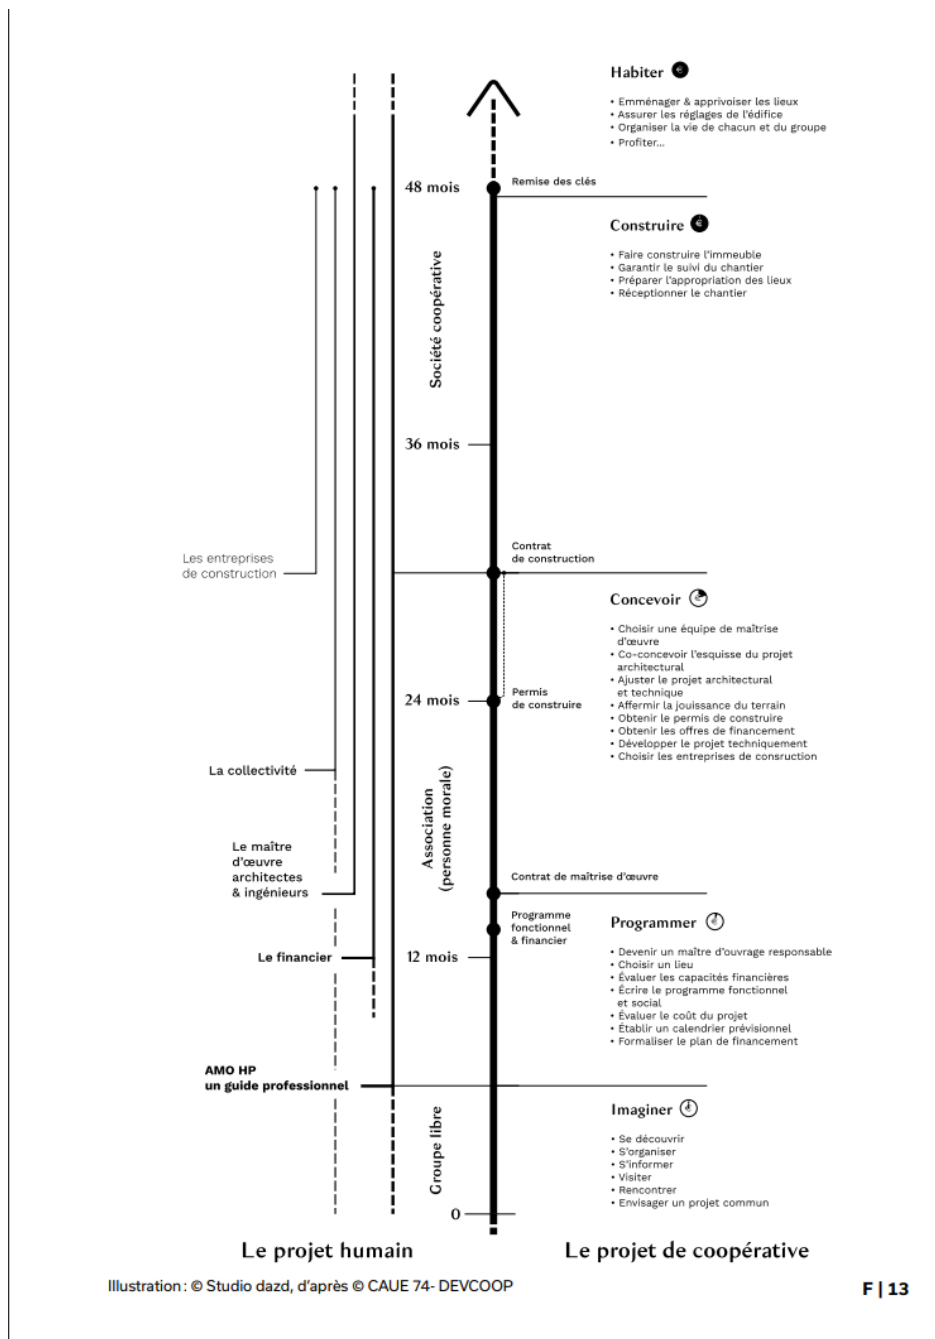 Habiter
• Emménager & apprivoiser les lieux
• Assurer les réglages de l'édifice
• Organiser la vie de chacun et du groupe
• Profiter...
48 mois
Remise des clés
Construire
• Faire construire l'immeuble
• Garantir le suivi du chantier
• Préparer l'appropriation des lieux
• Réceptionner le chantier
Société coopérative
36 mois
Les entreprises
de construction
Contrat
de construction
Concevoir
• Choisir une équipe de maîtrise
d'œuvre
• Co-concevoir l'esquisse du projet
architectural
• Ajuster le projet architectural
et technique
• Affermir la jouissance du terrain
• Obtenir le permis de construire
• Obtenir les offres de financement
• Développer le projet techniquement
• Choisir les entreprises de consruction
24 mois
Permis
de construire
La collectivité
Association
(personne morale)
Le maître
d'œuvre
architectes
& ingénieurs
Contrat de maîtrise d'œuvre
Programme
fonctionnel
& financier
Programmer
• Devenir un maître d'ouvrage responsable
• Choisir un lieu
• Évaluer les capacités financières
• Écrire le programme fonctionnel
et social
• Évaluer le coût du projet
• Établir un calendrier prévisionnel
• Formaliser le plan de financement
Le financier
12 mois
AMO HP
un guide professionnel
Imaginer
• Se découvrir
• S'organiser
• S'informer
• Visiter
• Rencontrer
• Envisager un projet commun
Groupe libre
0
Le projet humain
Le projet de coopérative
Illustration : © Studio dazd, d'après © CAUE 74- DEVCOOP
F | 13